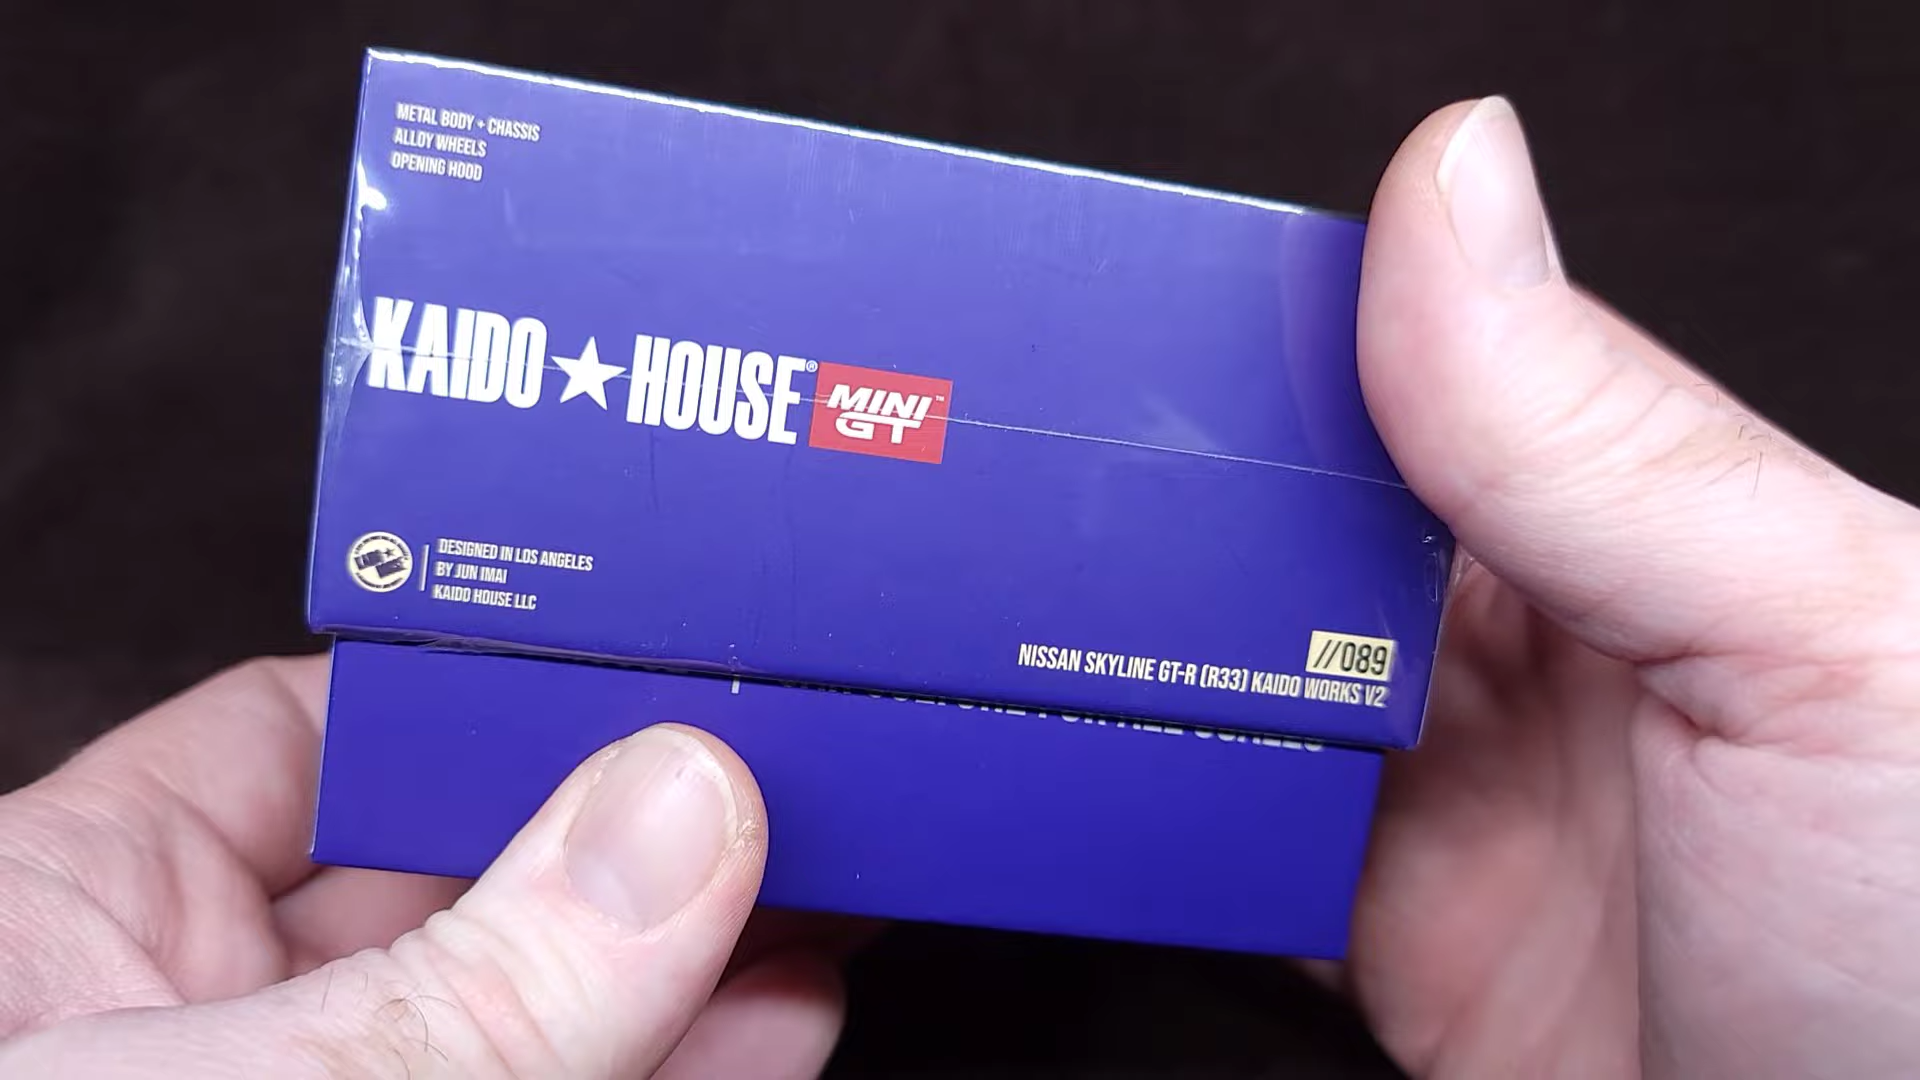 METAL BODY + CHASSIS
ALLOY WHEELS
OPENING HOOD
KAIDO★HOUSE®
MINI GT™
DESIGNED IN LOS ANGELES
BY JUN IMAI
KAIDO HOUSE LLC
//089
NISSAN SKYLINE GT-R (R33) KAIDO WORKS V2